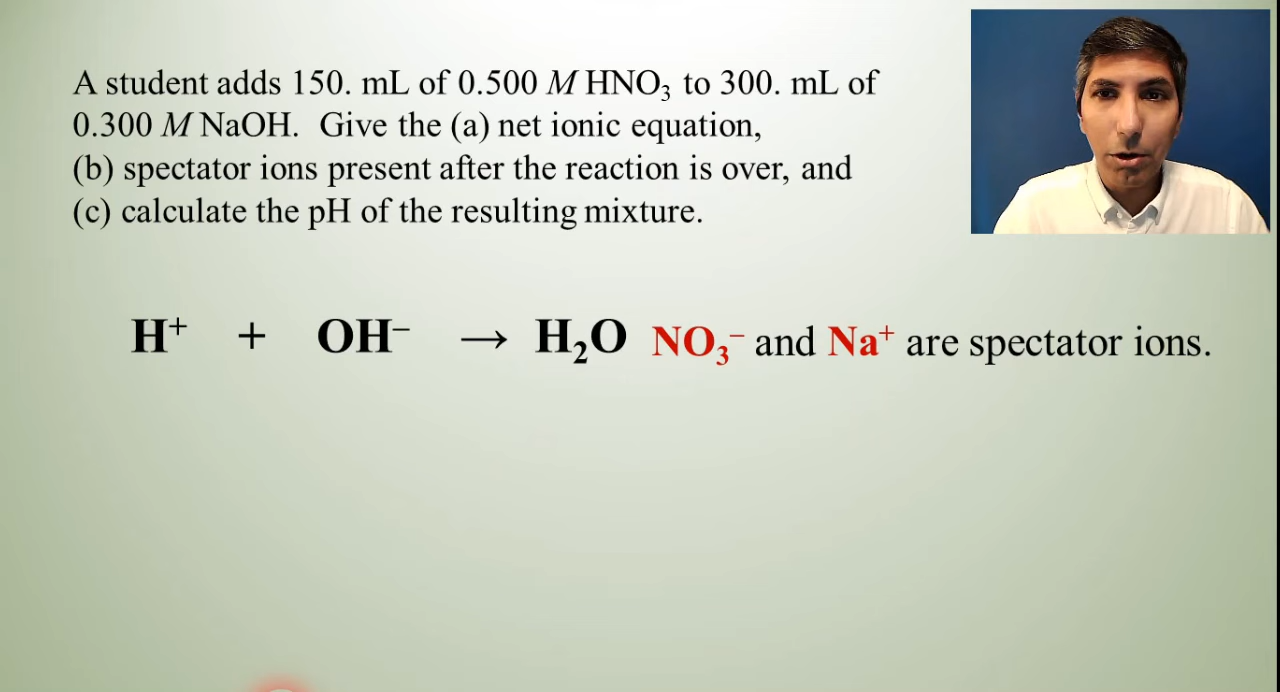 A student adds 150. mL of 0.500 M HNO₃ to 300. mL of
0.300 M NaOH. Give the (a) net ionic equation,
(b) spectator ions present after the reaction is over, and
(c) calculate the pH of the resulting mixture.
H⁺ + OH⁻ → H₂O NO₃⁻ and Na⁺ are spectator ions.